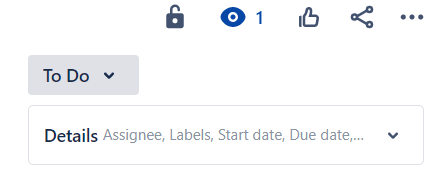 1
To Do
Details Assignee, Labels, Start date, Due date,...